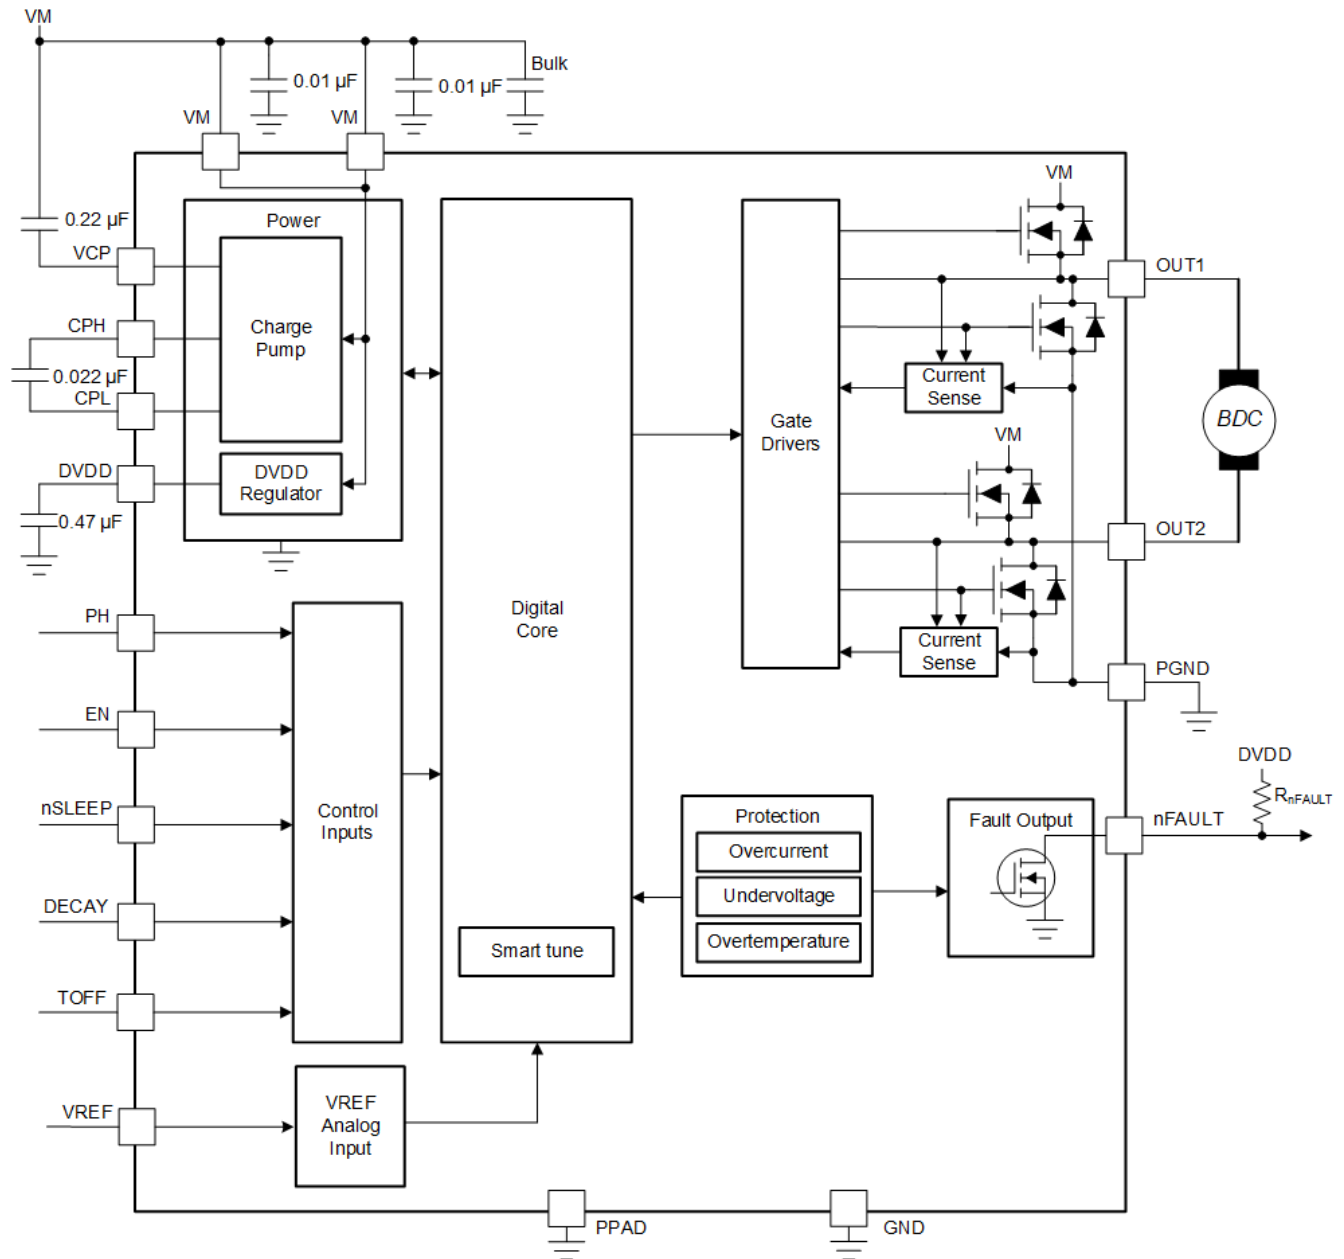 VM
Bulk
0.01 µF
0.01 µF
VM
VM
VM
0.22 µF
Power
VCP
OUT1
CPH
Charge
Pump
0.022 µF
CPL
Current
Sense
BDC
Gate
Drivers
VM
DVDD
DVDD
Regulator
0.47 µF
OUT2
PH
Digital
Core
Current
Sense
PGND
EN
DVDD
RnFAULT
nSLEEP
Control
Inputs
Protection
Fault Output
nFAULT
Overcurrent
Undervoltage
DECAY
Overtemperature
Smart tune
TOFF
VREF
VREF
Analog
Input
PPAD
GND